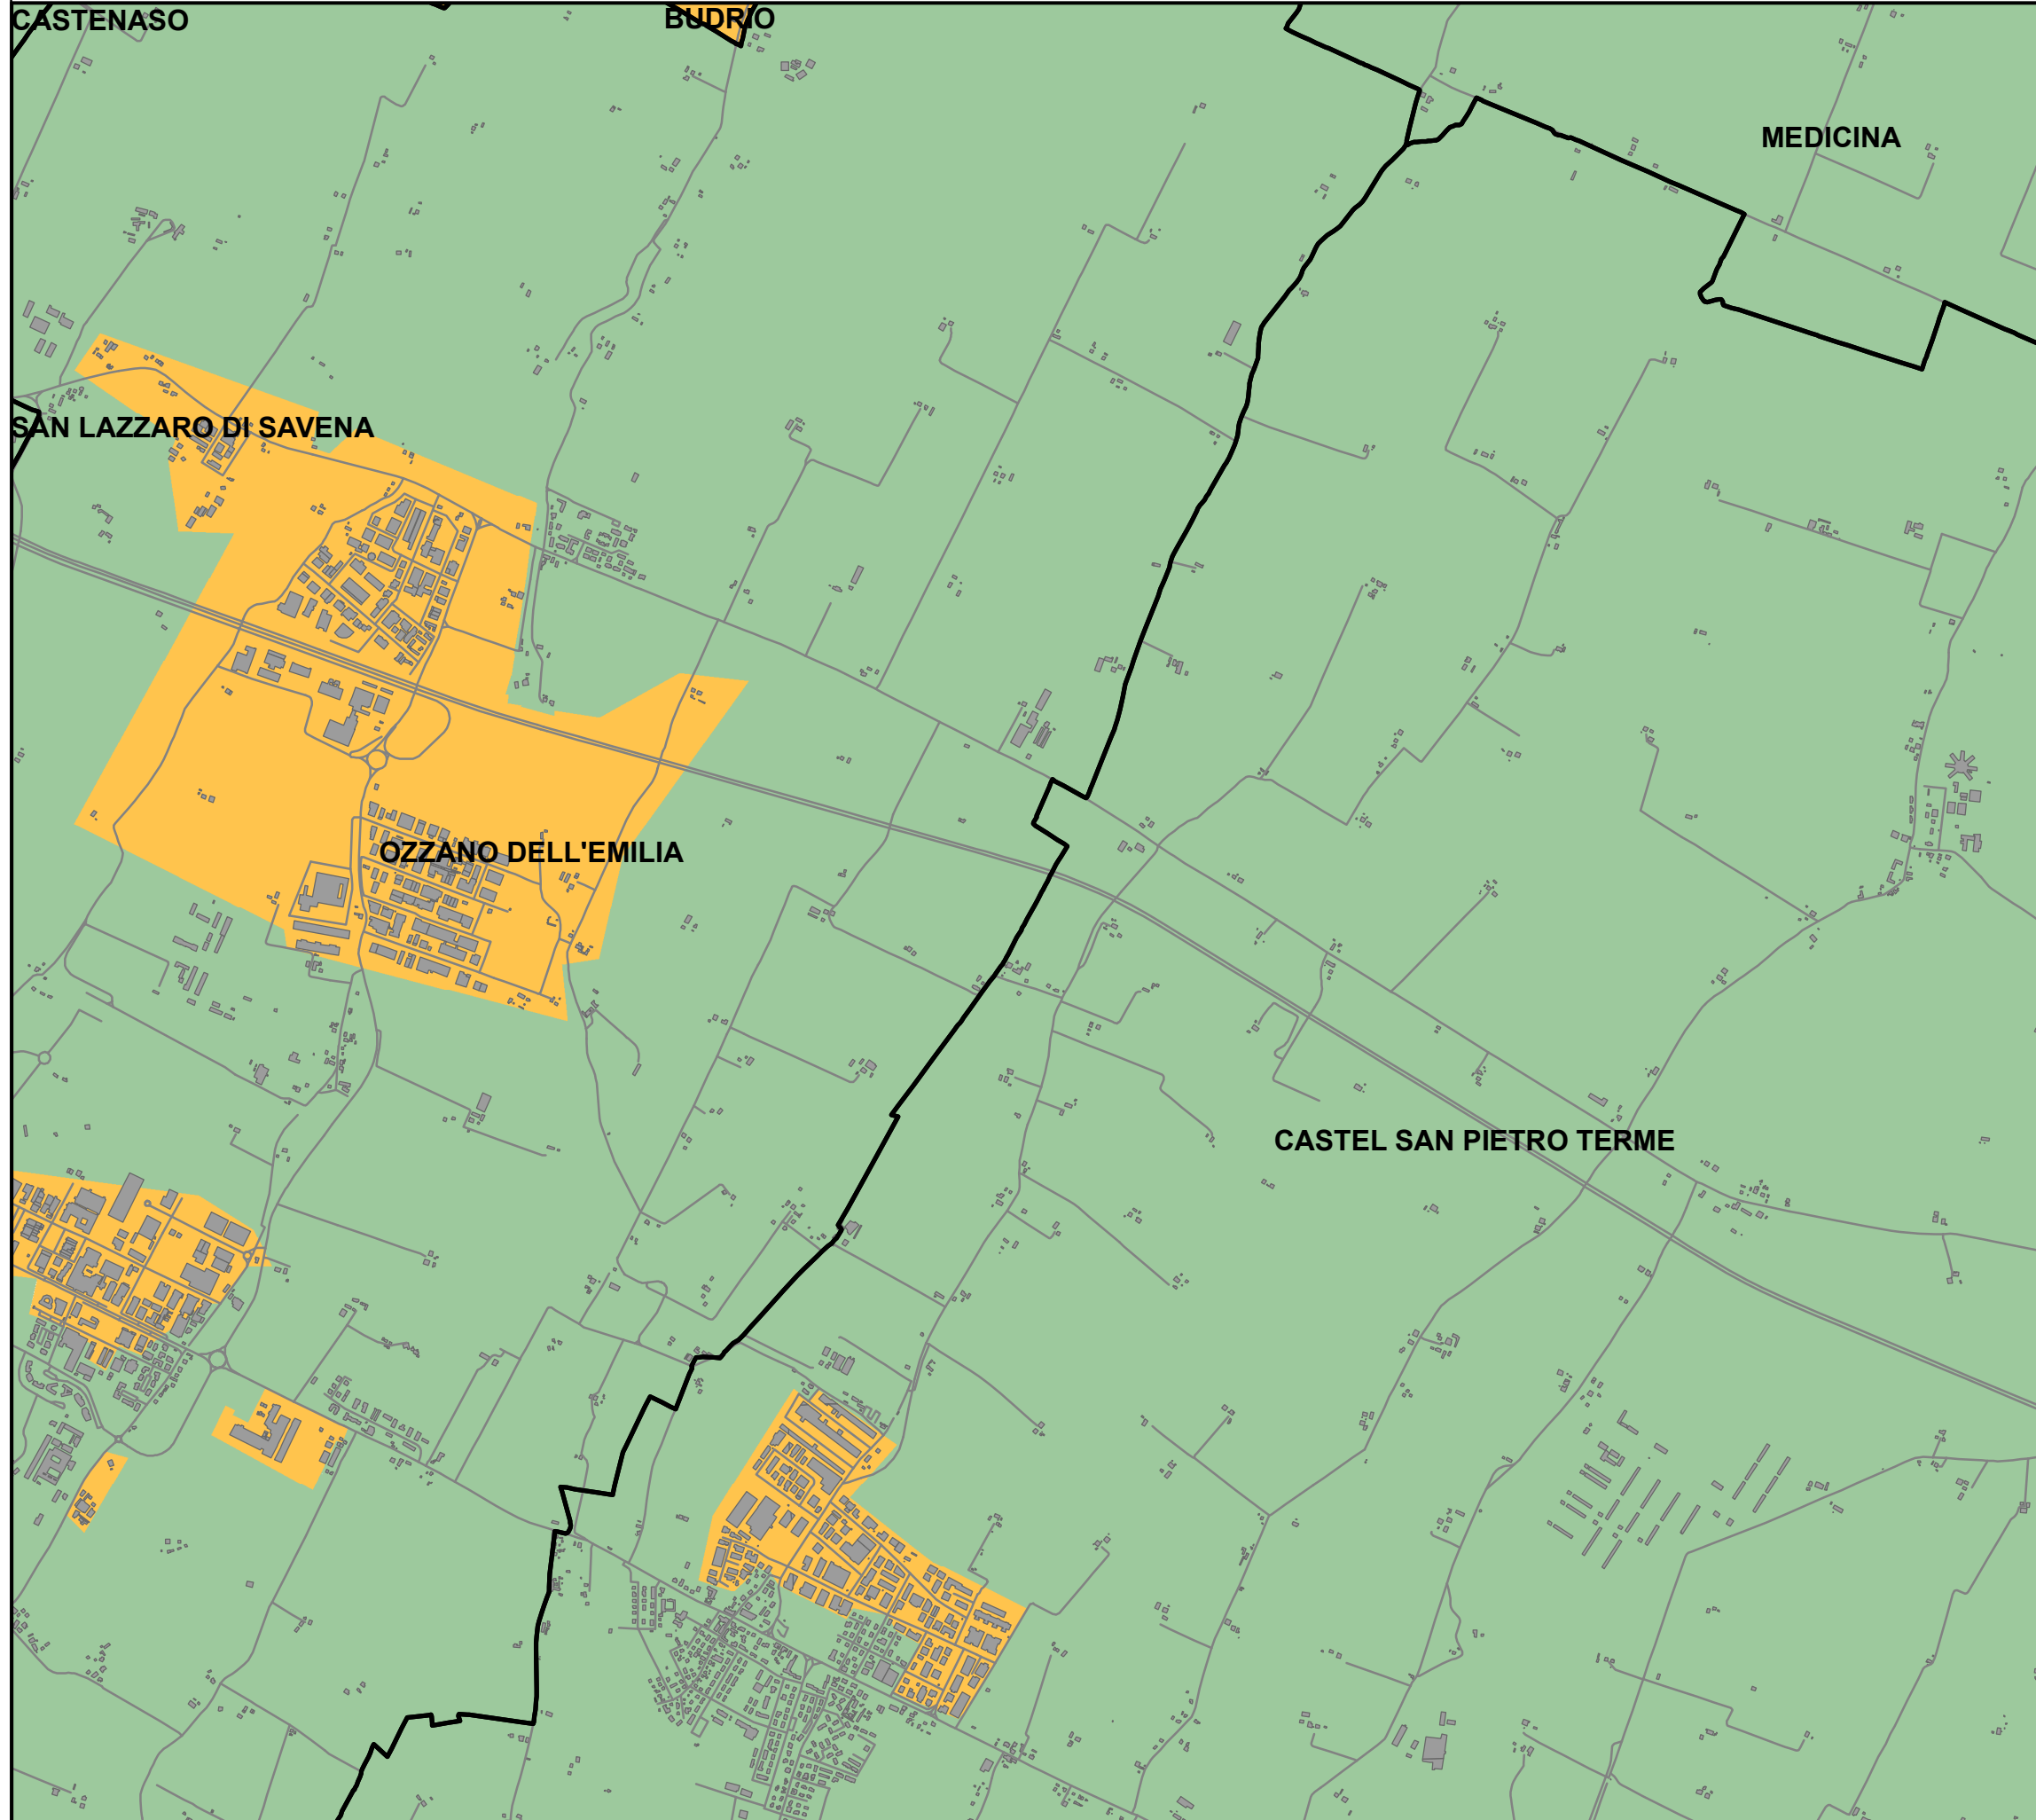 CASTENASO
BUDRIO
MEDICINA
SAN LAZZARO DI SAVENA
OZZANO DELL'EMILIA
CASTEL SAN PIETRO TERME